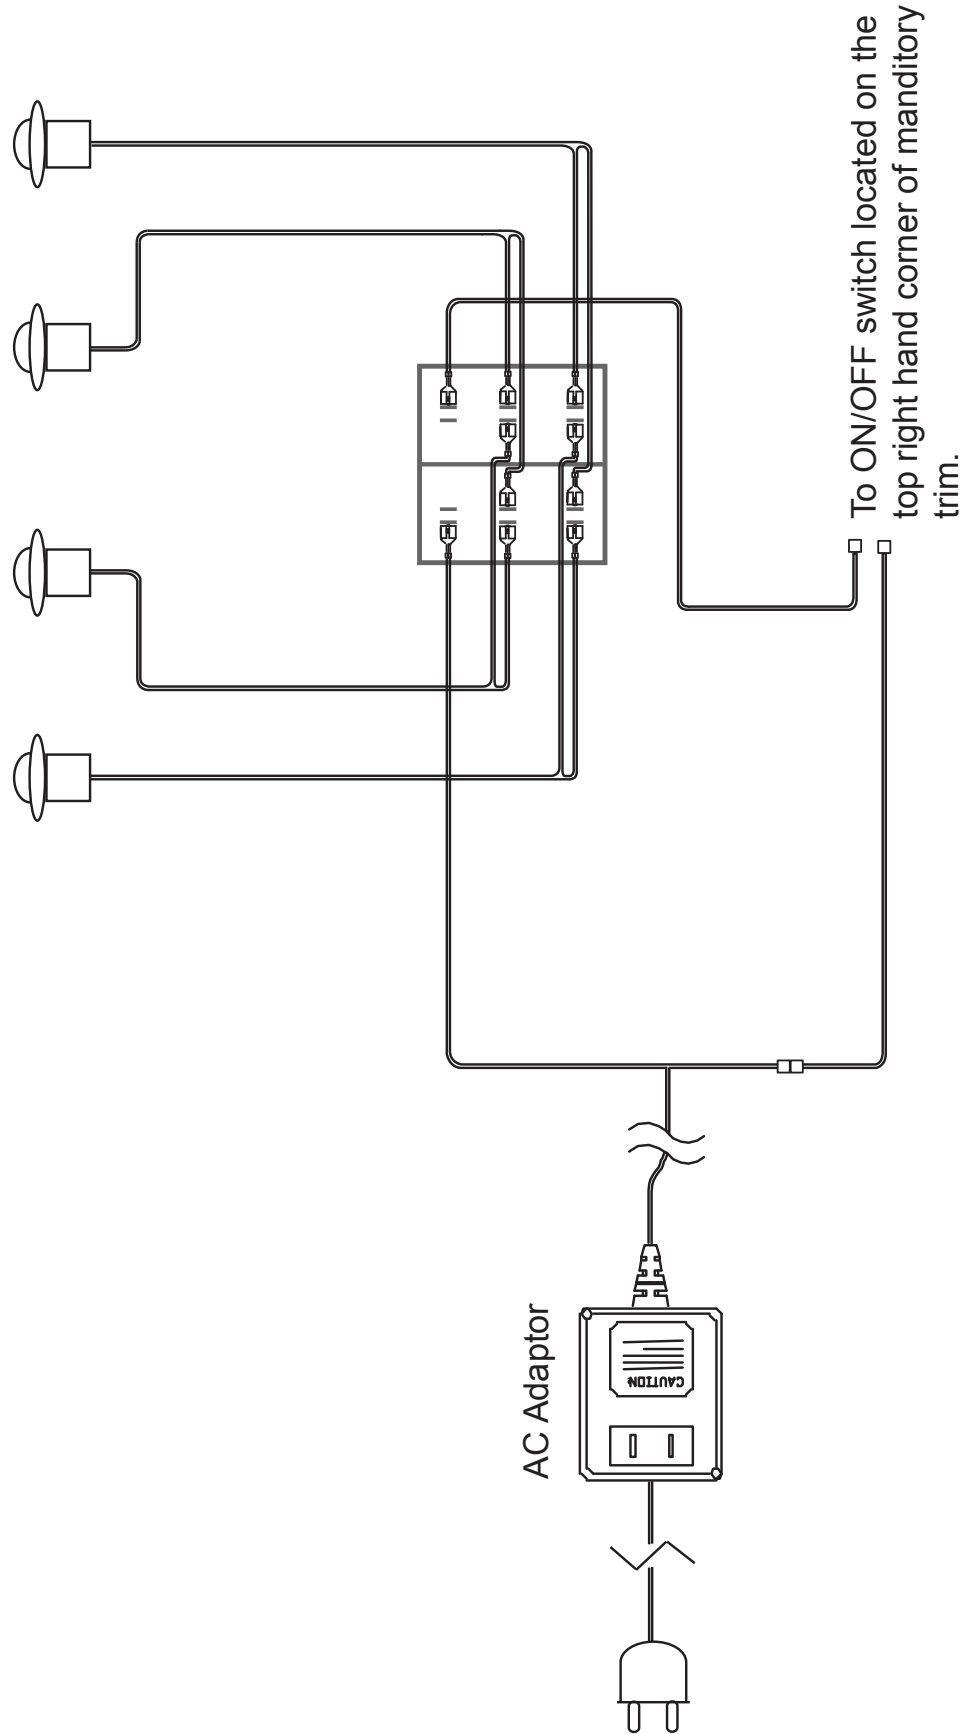 AC Adaptor
CAUTION:
To ON/OFF switch located on the
top right hand corner of manditory
trim.